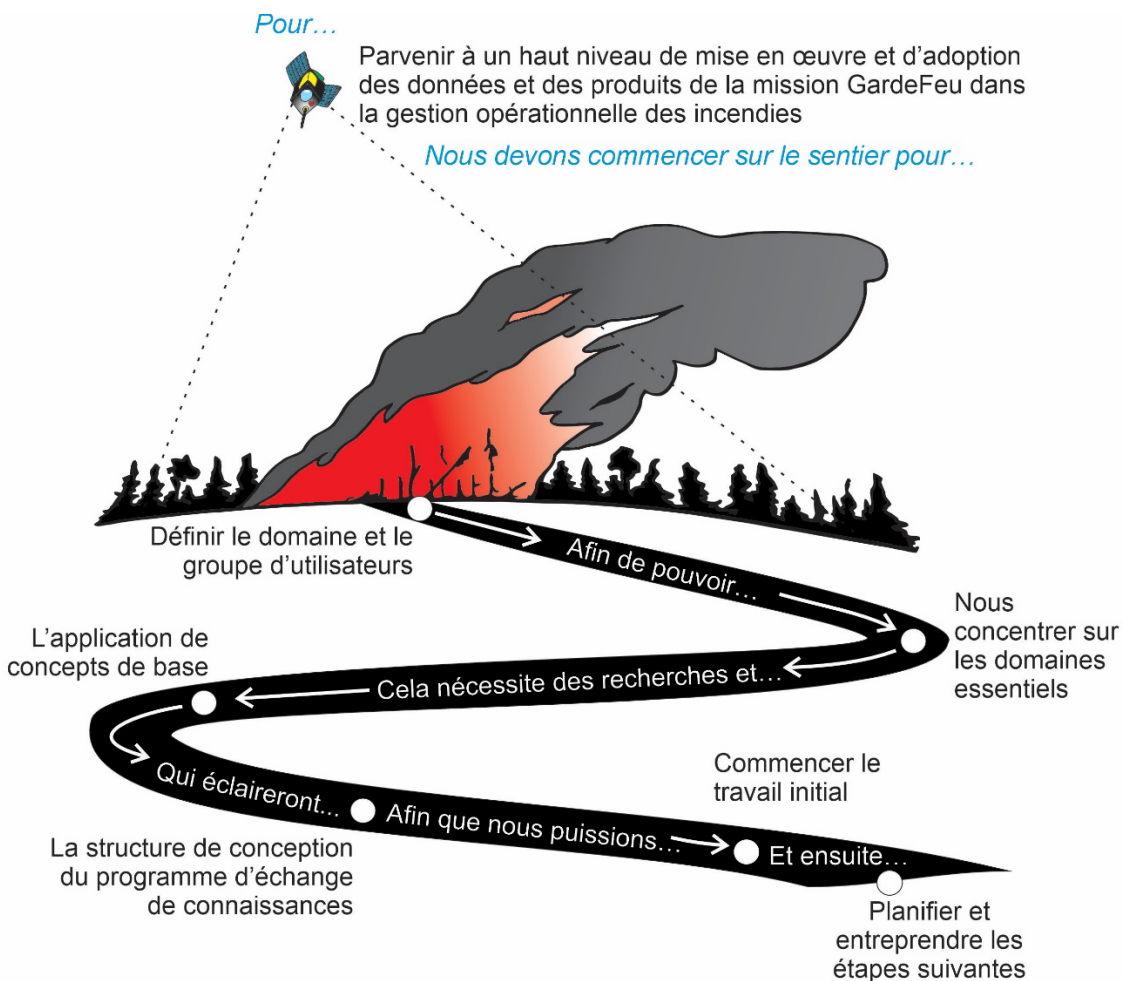 Pour…
Parvenir à un haut niveau de mise en œuvre et d’adoption
des données et des produits de la mission GardeFeu dans
la gestion opérationnelle des incendies
Nous devons commencer sur le sentier pour…
Définir le domaine et le
groupe d’utilisateurs
Afin de pouvoir…
Nous
concentrer sur
les domaines
essentiels
Cela nécessite des recherches et…
L’application de
concepts de base
Qui éclaireront...
La structure de conception
du programme d’échange
de connaissances
Afin que nous puissions…
Commencer le
travail initial
Et ensuite…
Planifier et
entreprendre les
étapes suivantes